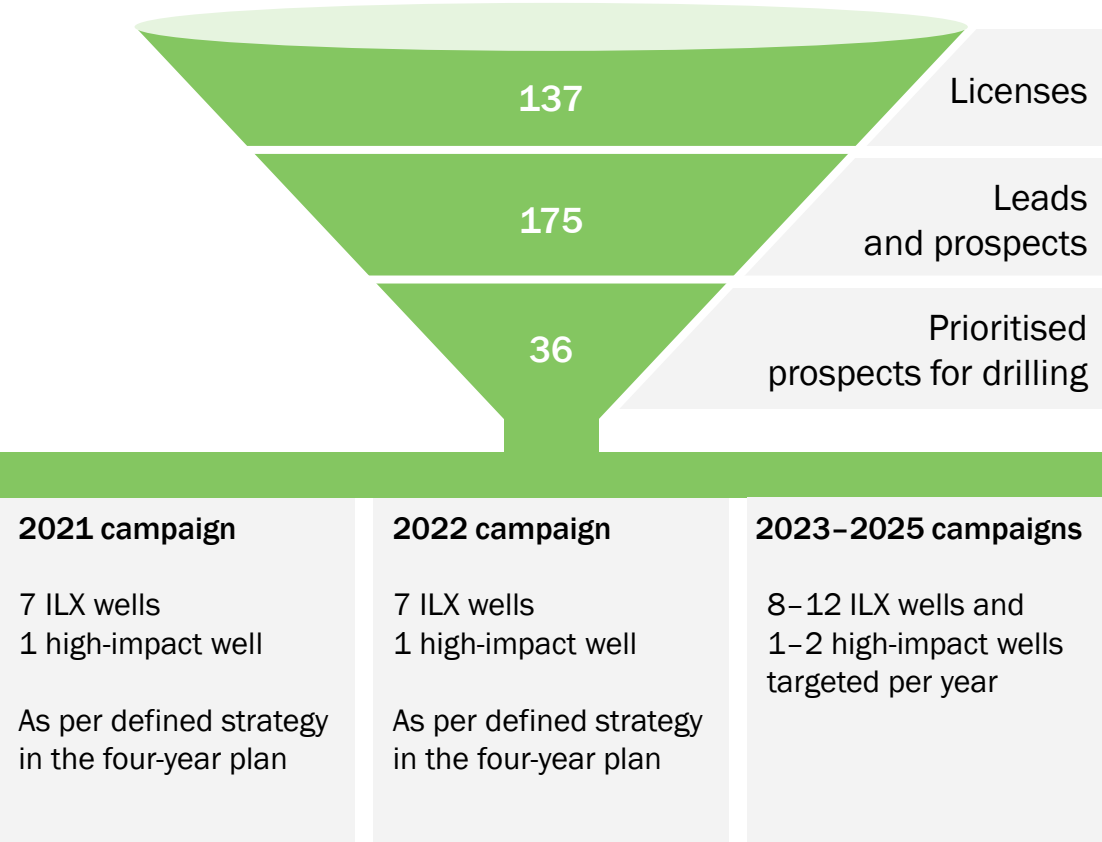 137
Licenses
175
Leads
and prospects
36
Prioritised
prospects for drilling
2021 campaign
7 ILX wells
1 high-impact well
As per defined strategy
in the four-year plan
2022 campaign
7 ILX wells
1 high-impact well
As per defined strategy
in the four-year plan
2023–2025 campaigns
8–12 ILX wells and
1–2 high-impact wells
targeted per year